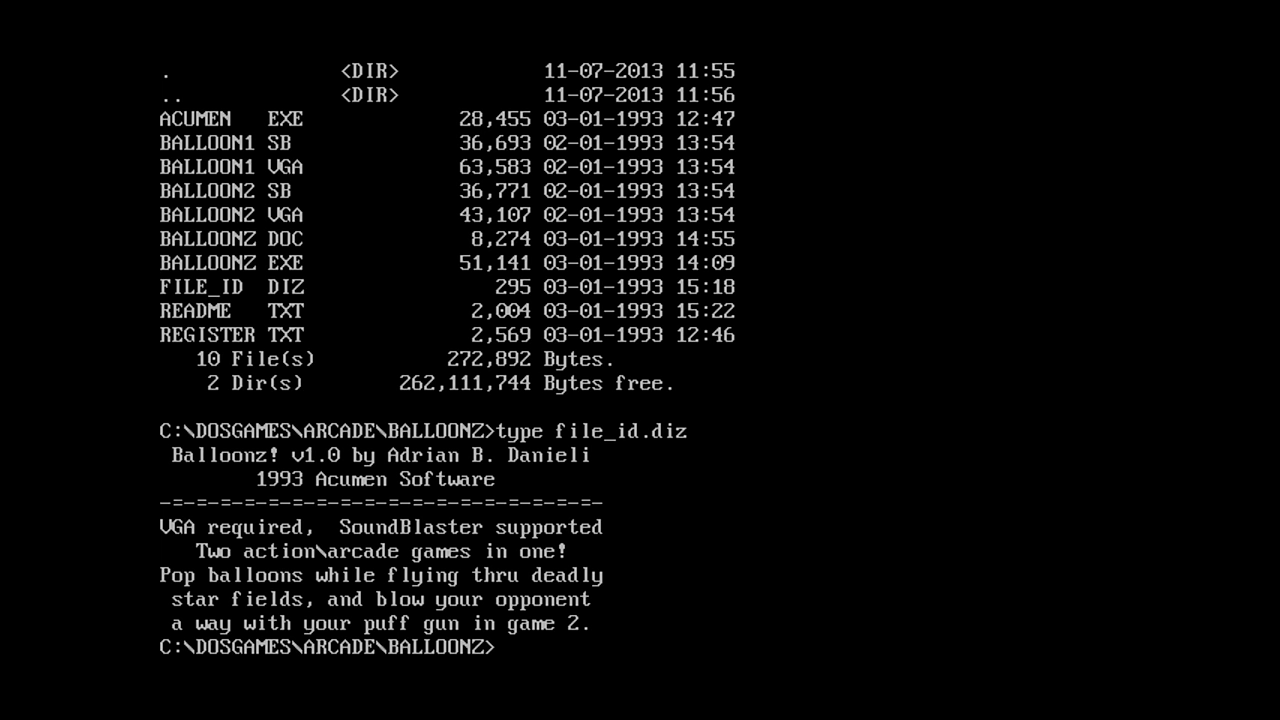 .               <DIR>            11-07-2013 11:55
..              <DIR>            11-07-2013 11:56
ACUMEN   EXE             28,455 03-01-1993 12:47
BALLOON1 SB              36,693 02-01-1993 13:54
BALLOON1 VGA             63,583 02-01-1993 13:54
BALLOON2 SB              36,771 02-01-1993 13:54
BALLOON2 VGA             43,107 02-01-1993 13:54
BALLOONZ DOC              8,274 03-01-1993 14:55
BALLOONZ EXE             51,141 03-01-1993 14:09
FILE_ID  DIZ                295 03-01-1993 15:18
README   TXT              2,004 03-01-1993 15:22
REGISTER TXT              2,569 03-01-1993 12:46
   10 File(s)           272,892 Bytes.
    2 Dir(s)        262,111,744 Bytes free.
C:\DOSGAMES\ARCADE\BALLOONZ>type file_id.diz
 Balloonz! v1.0 by Adrian B. Danieli
        1993 Acumen Software
-=-=-=-=-=-=-=-=-=-=-=-=-=-=-=-=-=-=-
VGA required,  SoundBlaster supported
   Two action\arcade games in one!
Pop balloons while flying thru deadly
 star fields, and blow your opponent
 a way with your puff gun in game 2.
C:\DOSGAMES\ARCADE\BALLOONZ>